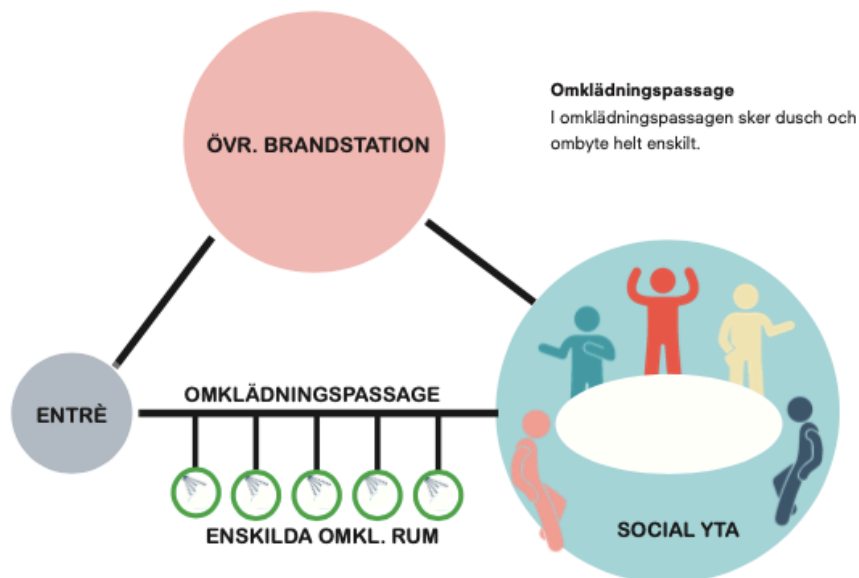 ÖVR. BRANDSTATION
Omklädningspassage
I omklädningspassagen sker dusch och
ombyte helt enskilt.
OMKLÄDNINGSPASSAGE
ENTRÈ
ENSKILDA OMKL. RUM
SOCIAL YTA